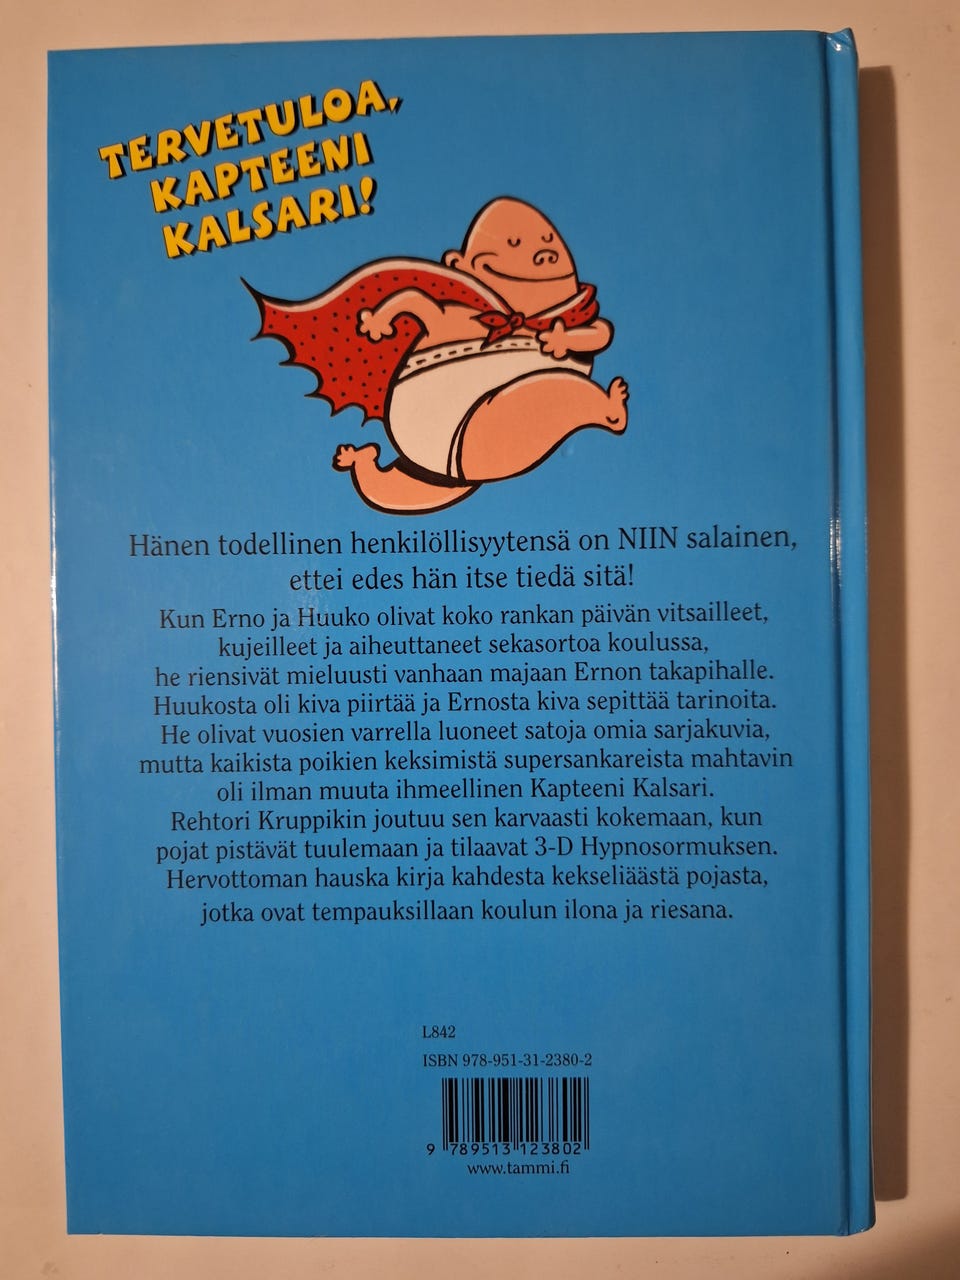 TERVETULOA,
KAPTEENI
KALSARI!
Hänen todellinen henkilöllisyytensä on NIIN salainen,
ettei edes hän itse tiedä sitä!
Kun Erno ja Huuko olivat koko rankan päivän vitsailleet,
kujeilleet ja aiheuttaneet sekasortoa koulussa,
he riensivät mieluusti vanhaan majaan Ernon takapihalle.
Huukosta oli kiva piirtää ja Ernosta kiva sepittää tarinoita.
He olivat vuosien varrella luoneet satoja omia sarjakuvia,
mutta kaikista poikien keksimistä supersankareista mahtavin
oli ilman muuta ihmeellinen Kapteeni Kalsari.
Rehtori Kruppikin joutuu sen karvaasti kokemaan, kun
pojat pistävät tuulemaan ja tilaavat 3-D Hypnosormuksen.
Hervottoman hauska kirja kahdesta kekseliäästä pojasta,
jotka ovat tempauksillaan koulun ilona ja riesana.
L842
ISBN 978-951-31-2380-2
9 789513 123802
www.tammi.fi